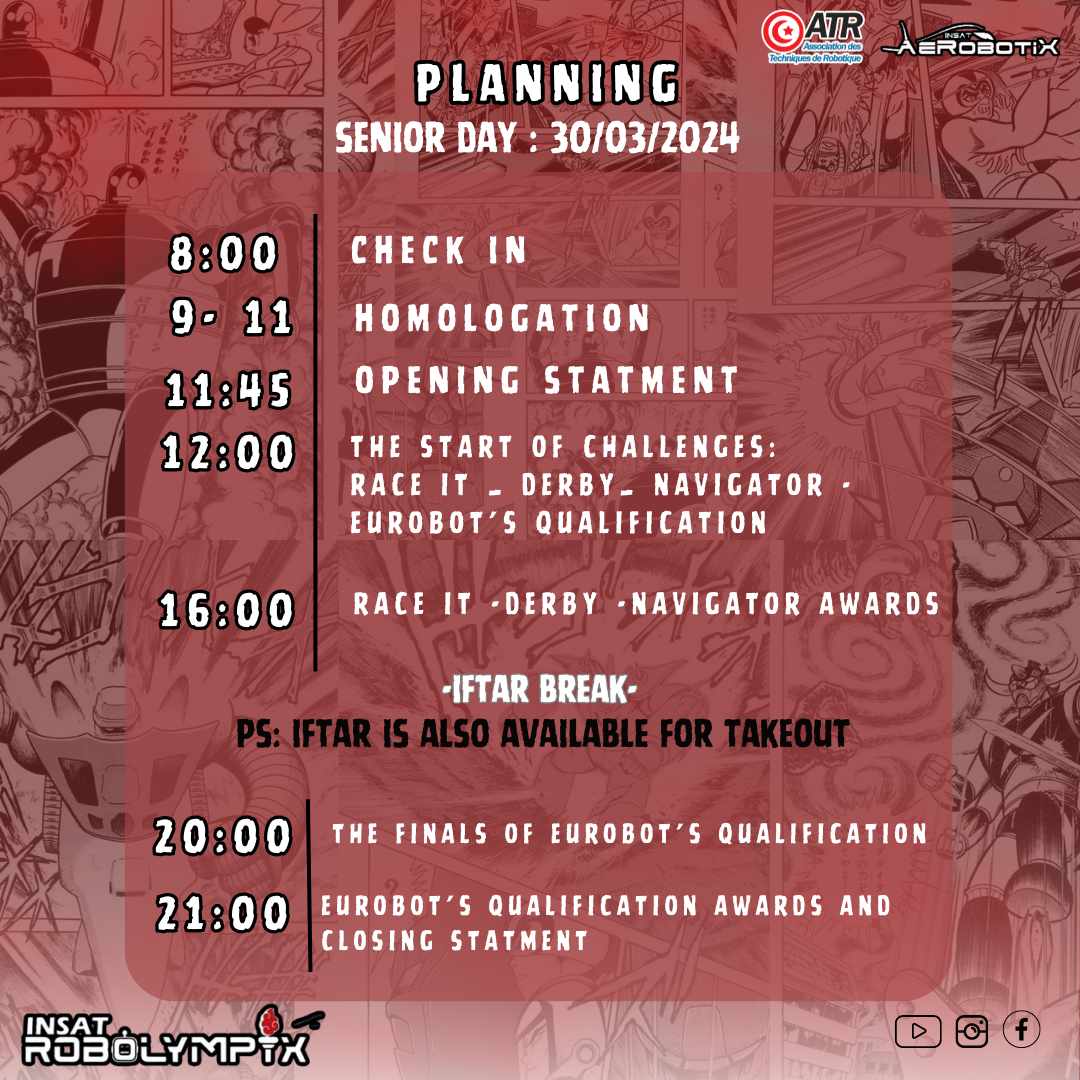 ATR
Association des
Techniques de Robotique
INSAT
AEROBOTIX
PLANNING
SENIOR DAY : 30/03/2024
8:00 CHECK IN
9- 11 HOMOLOGATION
11:45 OPENING STATMENT
12:00 THE START OF CHALLENGES:
RACE IT _ DERBY_ NAVIGATOR -
EUROBOT'S QUALIFICATION
16:00 RACE IT -DERBY -NAVIGATOR AWARDS
-IFTAR BREAK-
PS: IFTAR IS ALSO AVAILABLE FOR TAKEOUT
20:00 THE FINALS OF EUROBOT'S QUALIFICATION
21:00 EUROBOT'S QUALIFICATION AWARDS AND
CLOSING STATMENT
INSAT
ROBOLYMPIX